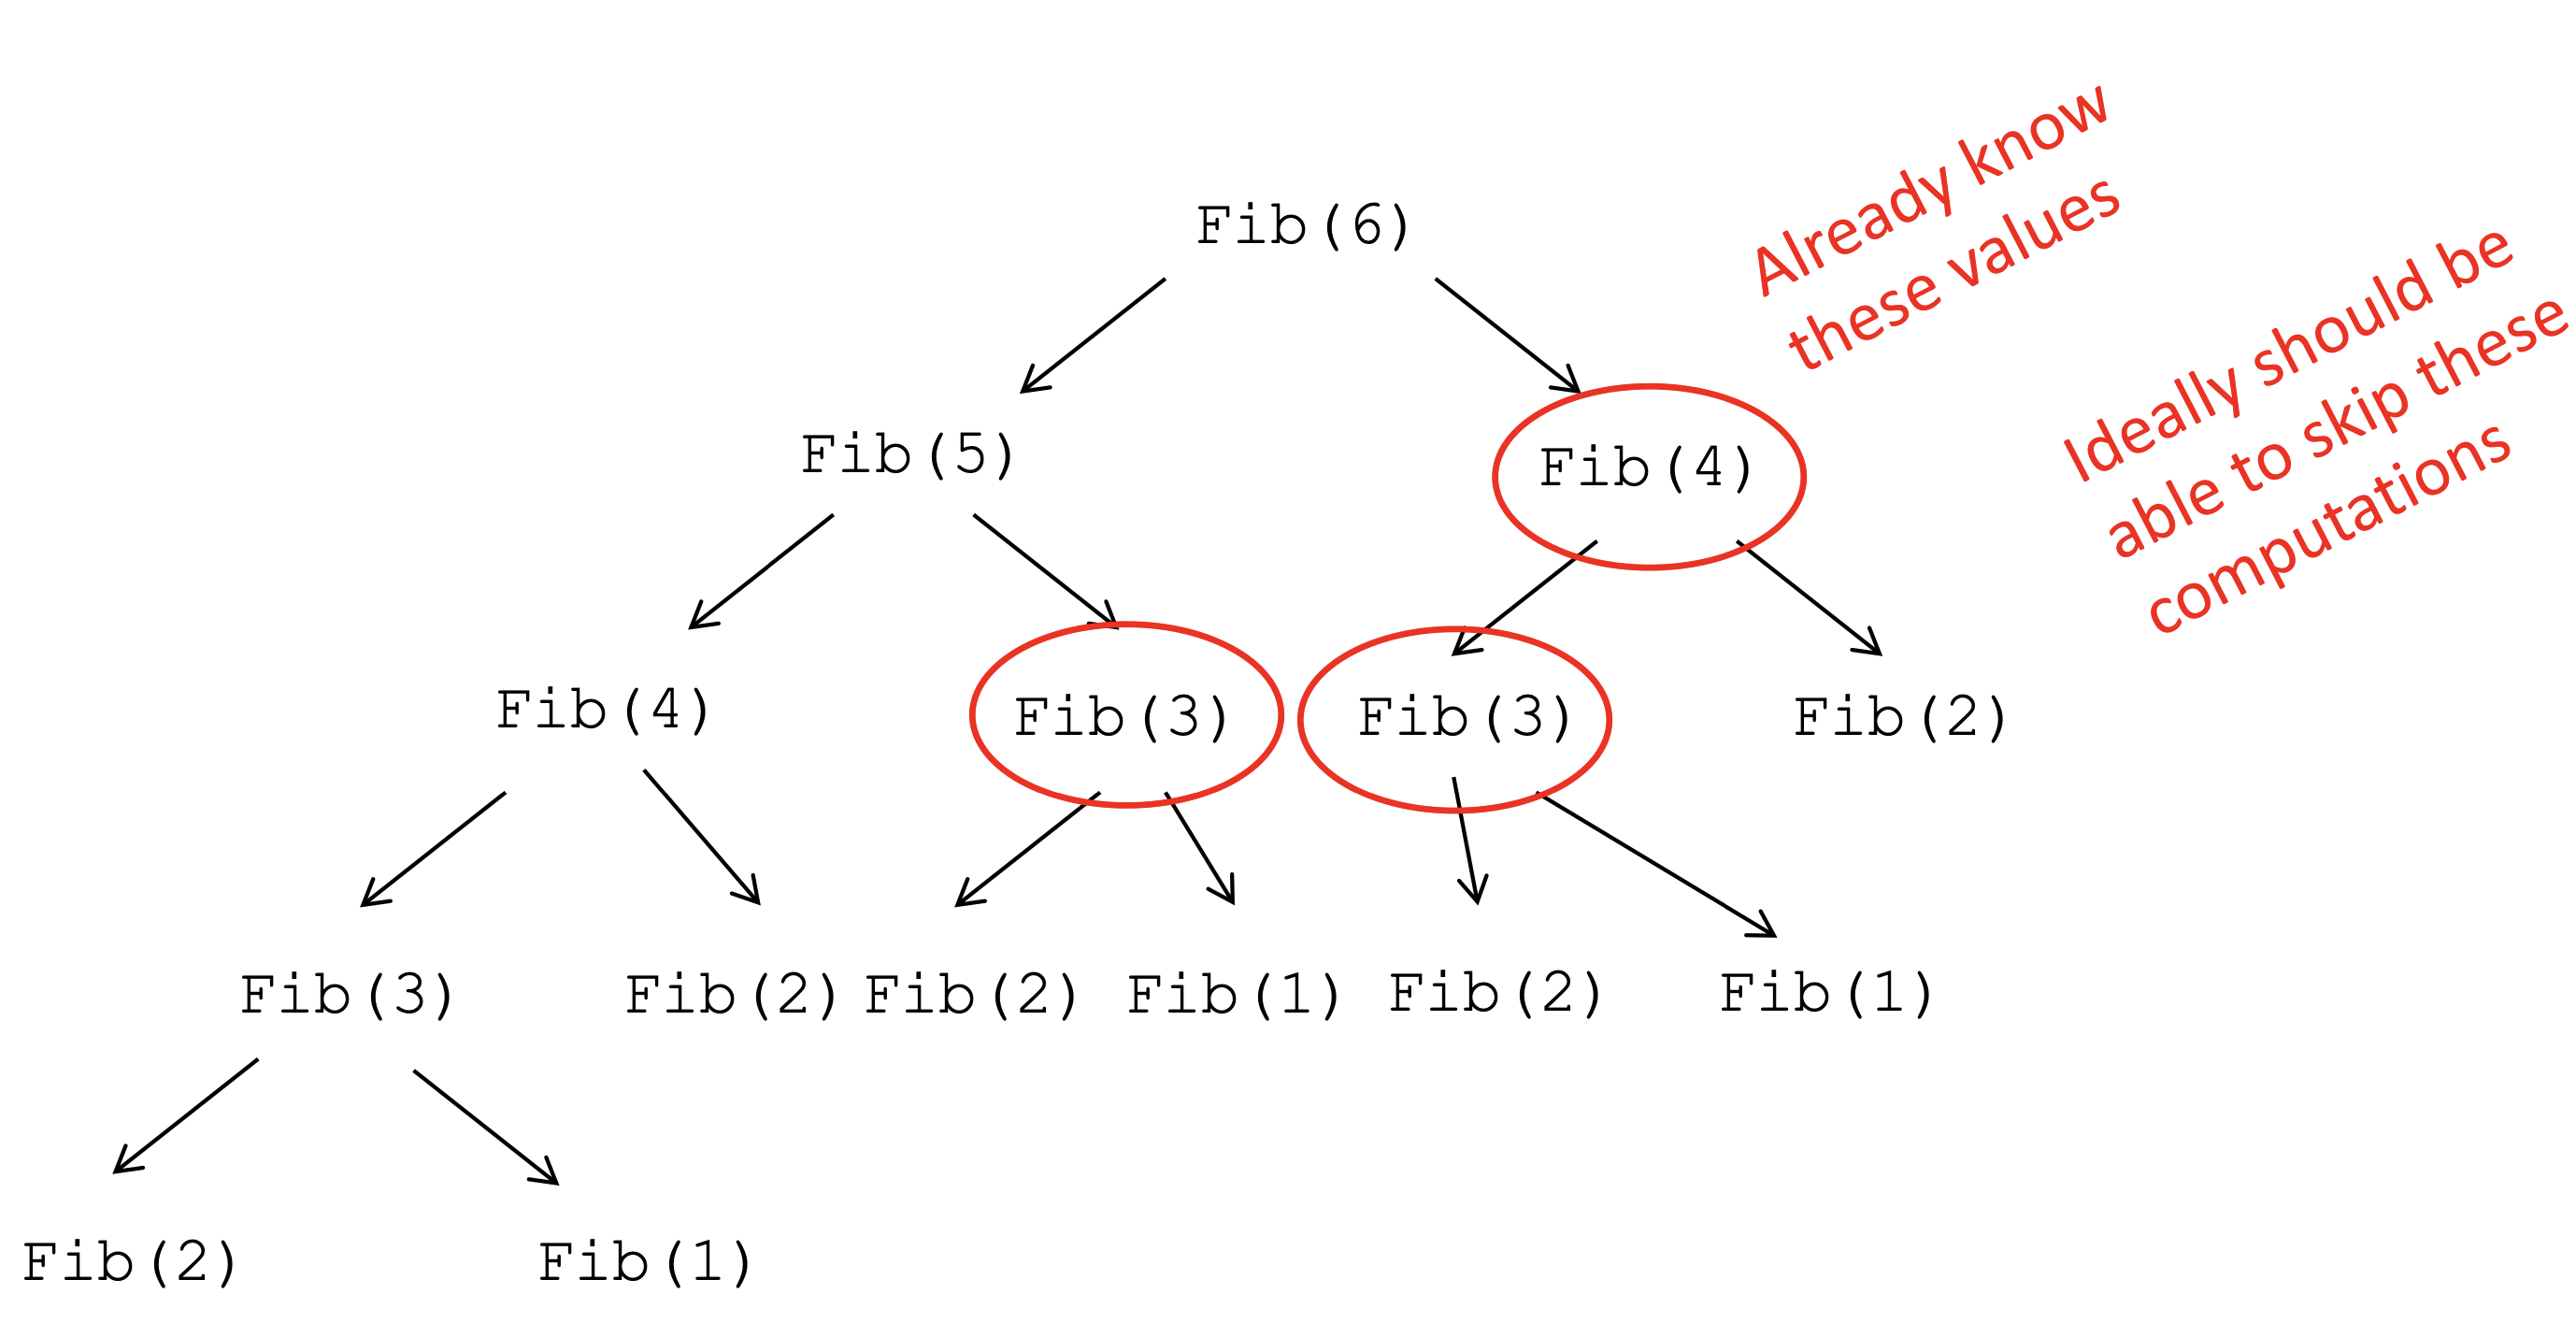 Already know
these values
Ideally should be
able to skip these
computations
Fib(6)
Fib(5)
Fib(4)
Fib(4)
Fib(3)
Fib(3)
Fib(2)
Fib(3)
Fib(2)
Fib(2)
Fib(1)
Fib(2)
Fib(1)
Fib(2)
Fib(1)